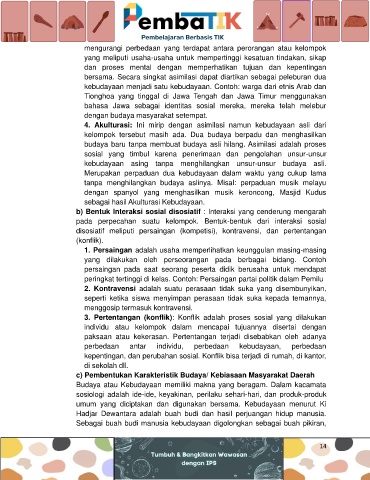 PembaTIK
Pembelajaran Berbasis TIK
mengurangi perbedaan yang terdapat antara perorangan atau kelompok
yang meliputi usaha-usaha untuk mempertinggi kesatuan tindakan, sikap
dan proses mental dengan memperhatikan tujuan dan kepentingan
bersama. Secara singkat asimilasi dapat diartikan sebagai peleburan dua
kebudayaan menjadi satu kebudayaan. Contoh: warga dari etnis Arab dan
Tionghoa yang tinggal di Jawa Tengah dan Jawa Timur menggunakan
bahasa Jawa sebagai identitas sosial mereka, mereka telah melebur
dengan budaya masyarakat setempat.
4. Akulturasi: Ini mirip dengan asimilasi namun kebudayaan asli dari
kelompok tersebut masih ada. Dua budaya berpadu dan menghasilkan
budaya baru tanpa membuat budaya asli hilang. Asimilasi adalah proses
sosial yang timbul karena penerimaan dan pengolahan unsur-unsur
kebudayaan asing tanpa menghilangkan unsur-unsur budaya asli.
Merupakan perpaduan dua kebudayaan dalam waktu yang cukup lama
tanpa menghilangkan budaya aslinya. Misal: perpaduan musik melayu
dengan spanyol yang menghasilkan musik keroncong, Masjid Kudus
sebagai hasil Akulturasi Kebudayaan.
b) Bentuk Interaksi sosial disosiatif : Interaksi yang cenderung mengarah
pada perpecahan suatu kelompok. Bentuk-bentuk dari interaksi sosial
disosiatif meliputi persaingan (kompetisi), kontravensi, dan pertentangan
(konflik).
1. Persaingan adalah usaha memperlihatkan keunggulan masing-masing
yang dilakukan oleh perseorangan pada berbagai bidang. Contoh
persaingan pada saat seorang peserta didik berusaha untuk mendapat
peringkat tertinggi di kelas. Contoh: Persaingan partai politik dalam Pemilu
2. Kontravensi adalah suatu perasaan tidak suka yang disembunyikan,
seperti ketika siswa menyimpan perasaan tidak suka kepada temannya,
menggosip termasuk kontravensi.
3. Pertentangan (konflik): Konflik adalah proses sosial yang dilakukan
individu atau kelompok dalam mencapai tujuannya disertai dengan
paksaan atau kekerasan. Pertentangan terjadi disebabkan oleh adanya
perbedaan antar individu, perbedaan kebudayaan, perbedaan
kepentingan, dan perubahan sosial. Konflik bisa terjadi di rumah, di kantor,
di sekolah dll.
c) Pembentukan Karakteristik Budaya/ Kebiasaan Masyarakat Daerah
Budaya atau Kebudayaan memiliki makna yang beragam. Dalam kacamata
sosiologi adalah ide-ide, keyakinan, perilaku sehari-hari, dan produk-produk
umum yang diciptakan dan digunakan bersama. Kebudayaan menurut Ki
Hadjar Dewantara adalah buah budi dan hasil perjuangan hidup manusia.
Sebagai buah budi manusia kebudayaan digolongkan sebagai buah pikiran,
14
Tumbuh & Bangkitkan Wawasan
dengan IPS